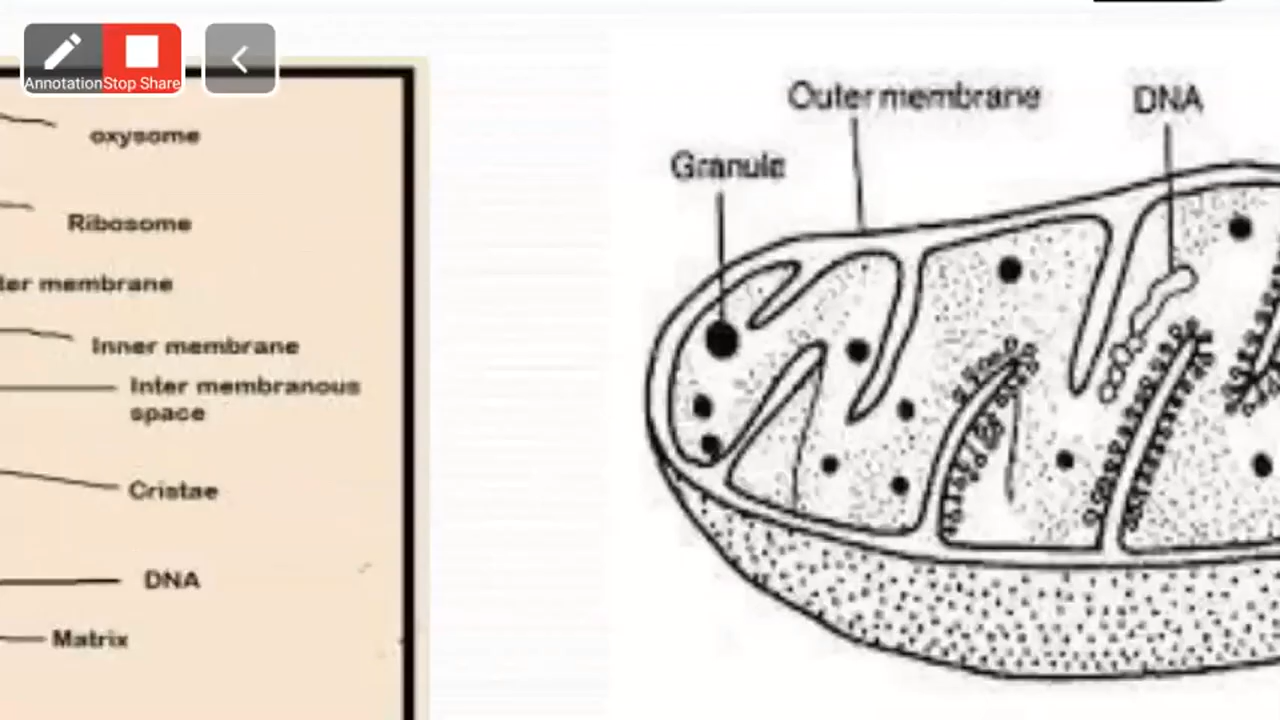 Annotation
Stop Share
oxysome
Ribosome
ter membrane
Inner membrane
Inter membranous
space
Cristae
DNA
Matrix
Outer membrane
DNA
Granule